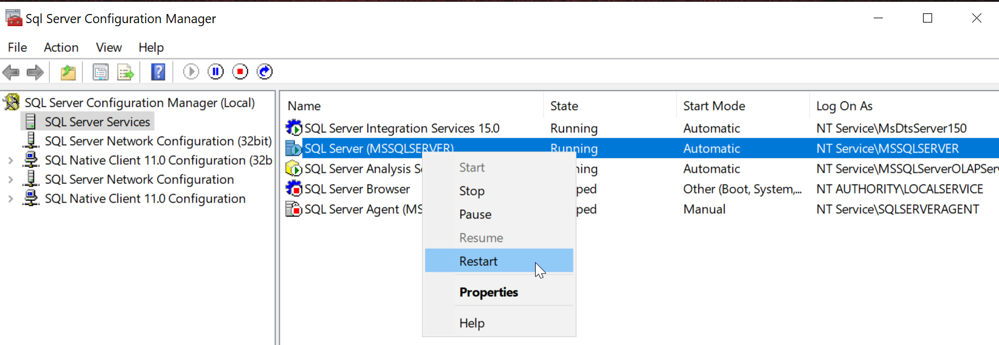 Sql Server Configuration Manager
File Action View Help
SQL Server Configuration Manager (Local)
SQL Server Services
SQL Server Network Configuration (32bit)
SQL Native Client 11.0 Configuration (32b
SQL Server Network Configuration
SQL Native Client 11.0 Configuration
Name State Start Mode Log On As
SQL Server Integration Services 15.0 Running Automatic NT Service\MsDtsServer150
SQL Server (MSSQLSERVER) Running Automatic NT Service\MSSQLSERVER
SQL Server Analysis Se ning Automatic NT Service\MSSQLServerOLAPServ
SQL Server Browser ped Other (Boot, System,... NT AUTHORITY\LOCALSERVICE
SQL Server Agent (MS ped Manual NT Service\SQLSERVERAGENT
Start
Stop
Pause
Resume
Restart
Properties
Help